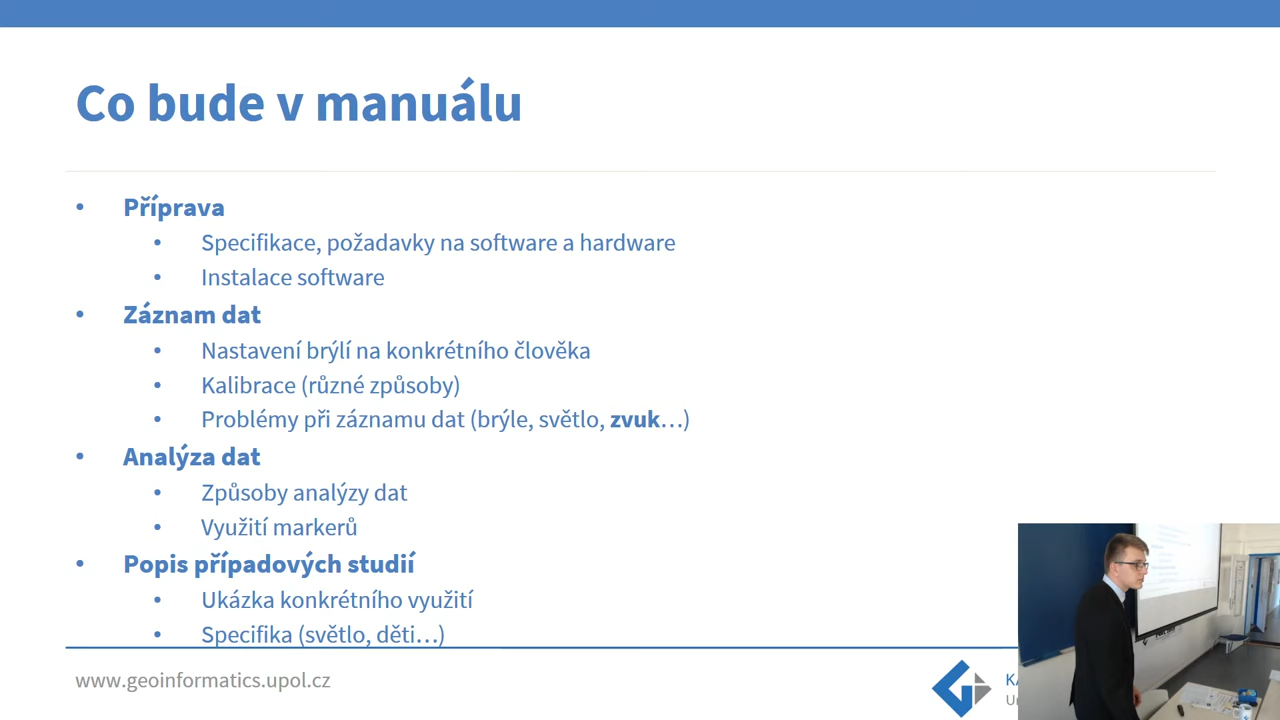 Co bude v manuálu
• Příprava
• Specifikace, požadavky na software a hardware
• Instalace software
• Záznam dat
• Nastavení brýlí na konkrétního člověka
• Kalibrace (různé způsoby)
• Problémy při záznamu dat (brýle, světlo, zvuk…)
• Analýza dat
• Způsoby analýzy dat
• Využití markerů
• Popis případových studií
• Ukázka konkrétního využití
• Specifika (světlo, děti…)
www.geoinformatics.upol.cz